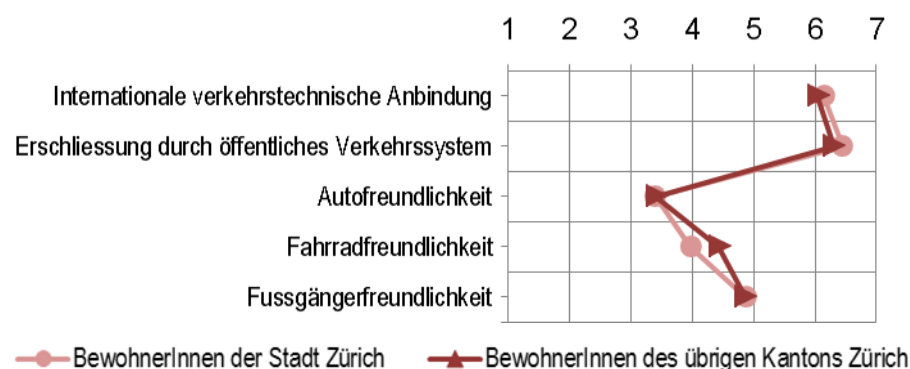 1 2 3 4 5 6 7
Internationale verkehrstechnische Anbindung
Erschliessung durch öffentliches Verkehrssystem
Autofreundlichkeit
Fahrradfreundlichkeit
Fussgängerfreundlichkeit
BewohnerInnen der Stadt Zürich BewohnerInnen des übrigen Kantons Zürich